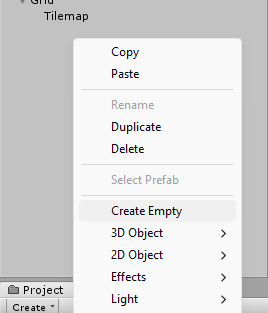 Grid
Tilemap
Copy
Paste
Rename
Duplicate
Delete
Select Prefab
Create Empty
3D Object
2D Object
Effects
Light
Project
Create